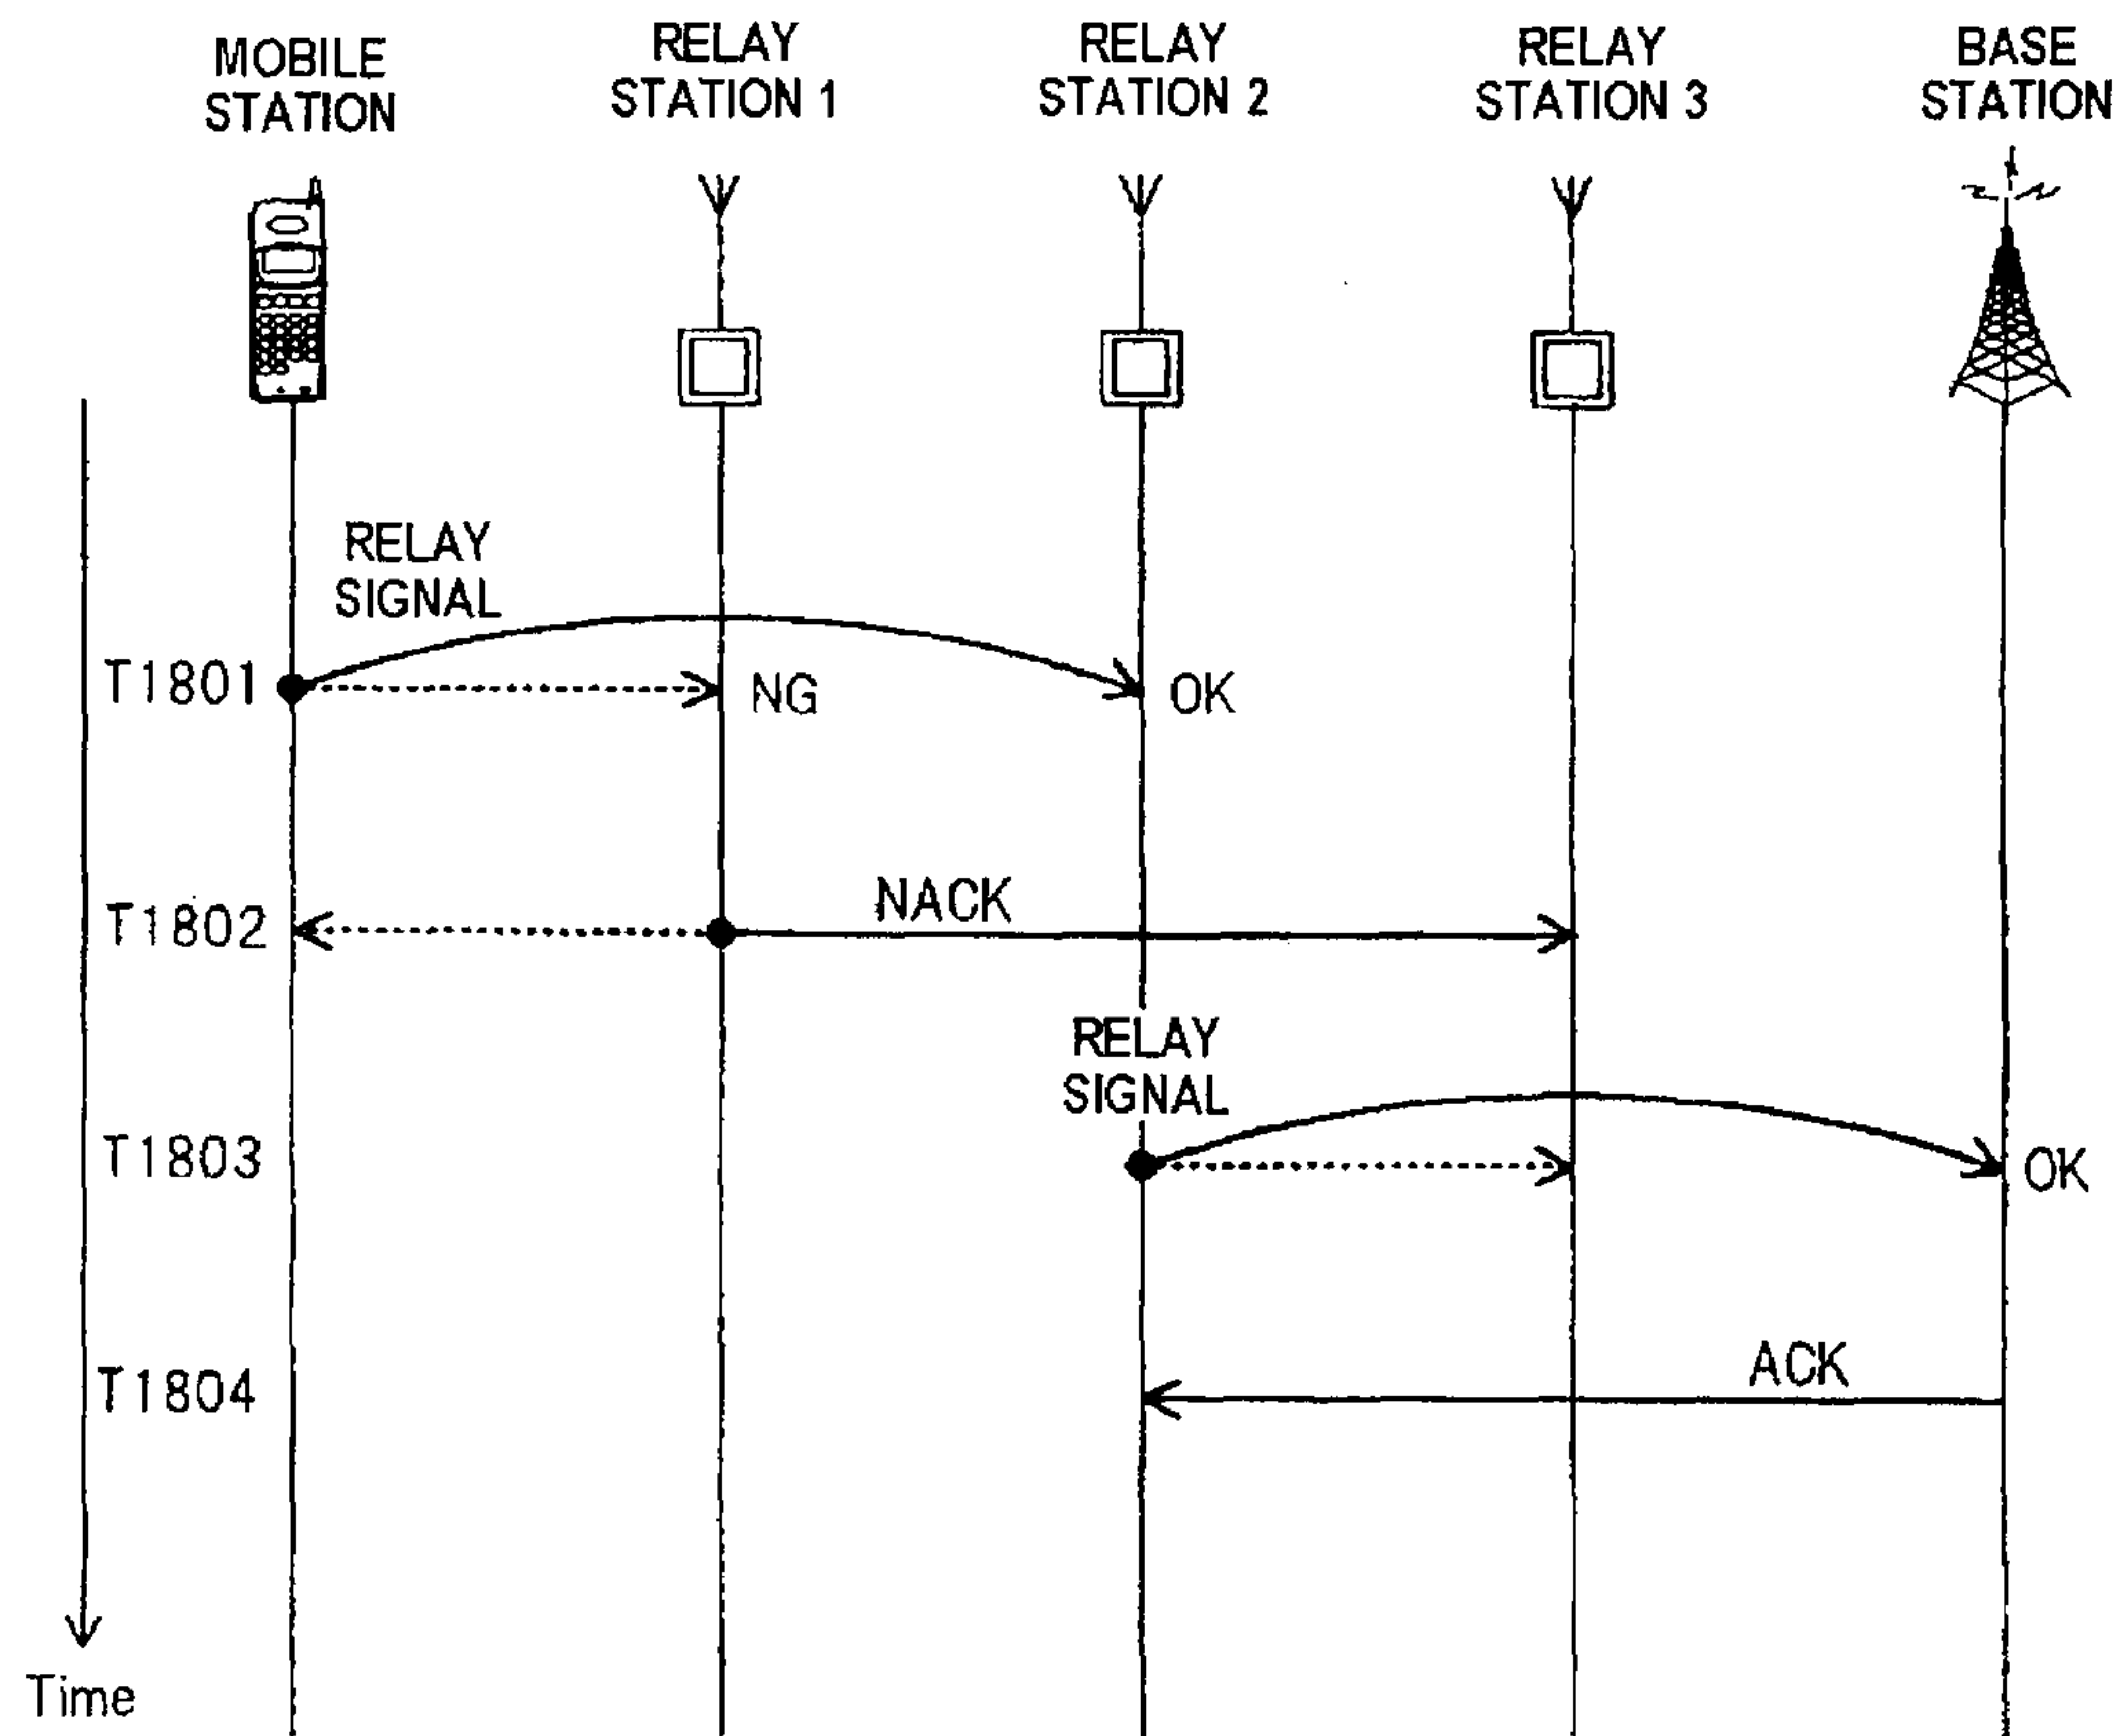 MOBILE
STATION
RELAY
STATION 1
RELAY
STATION 2
RELAY
STATION 3
BASE
STATION
RELAY
SIGNAL
T1801
NG
OK
T1802
NACK
RELAY
SIGNAL
T1803
OK
T1804
ACK
Time